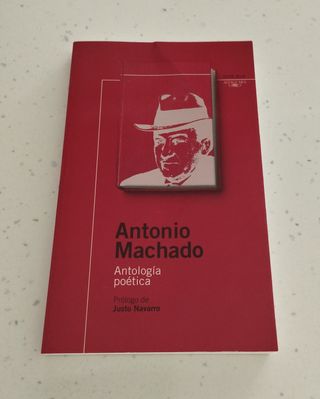 Antonio
Machado
Antología
poética
Prólogo de
Justo Navarro